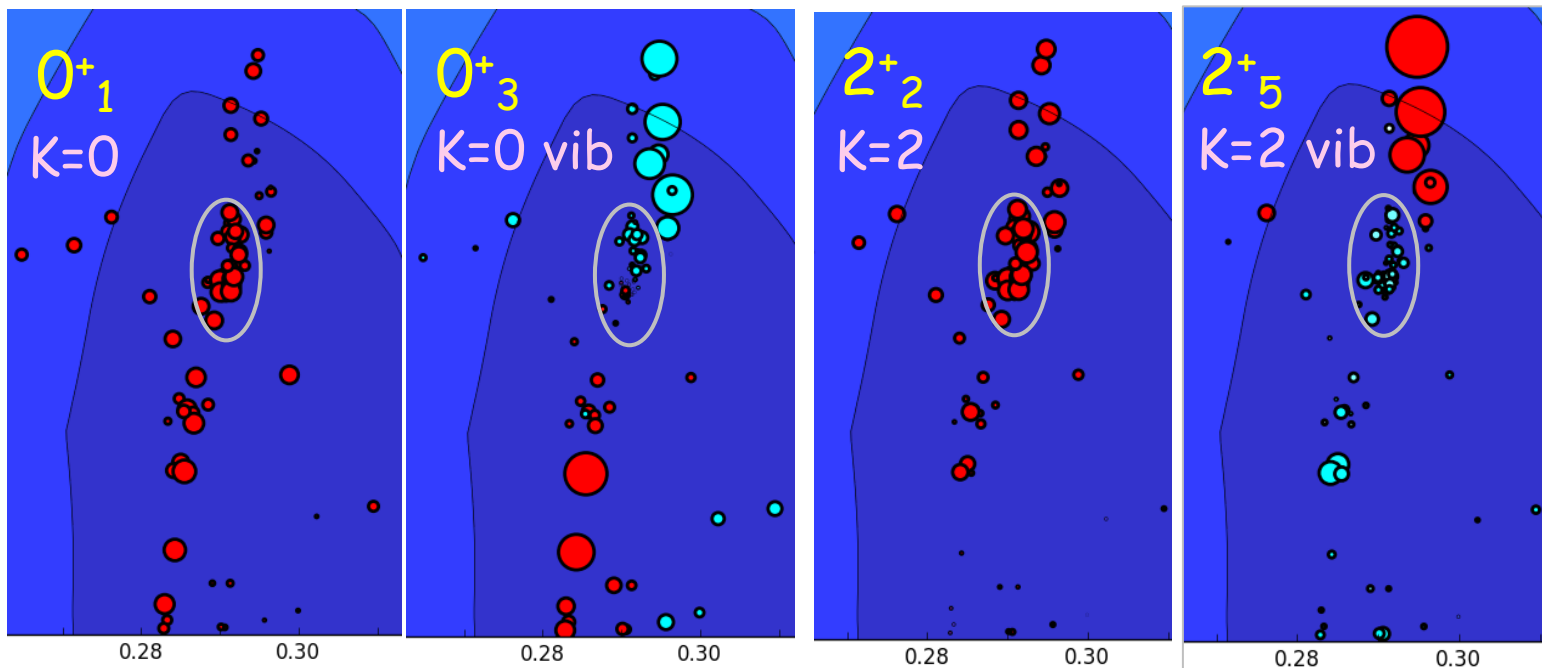 0⁺₁
K=0
0.28 0.30
0⁺₃
K=0 vib
0.28 0.30
2⁺₂
K=2
0.28 0.30
2⁺₅
K=2 vib
0.28 0.30